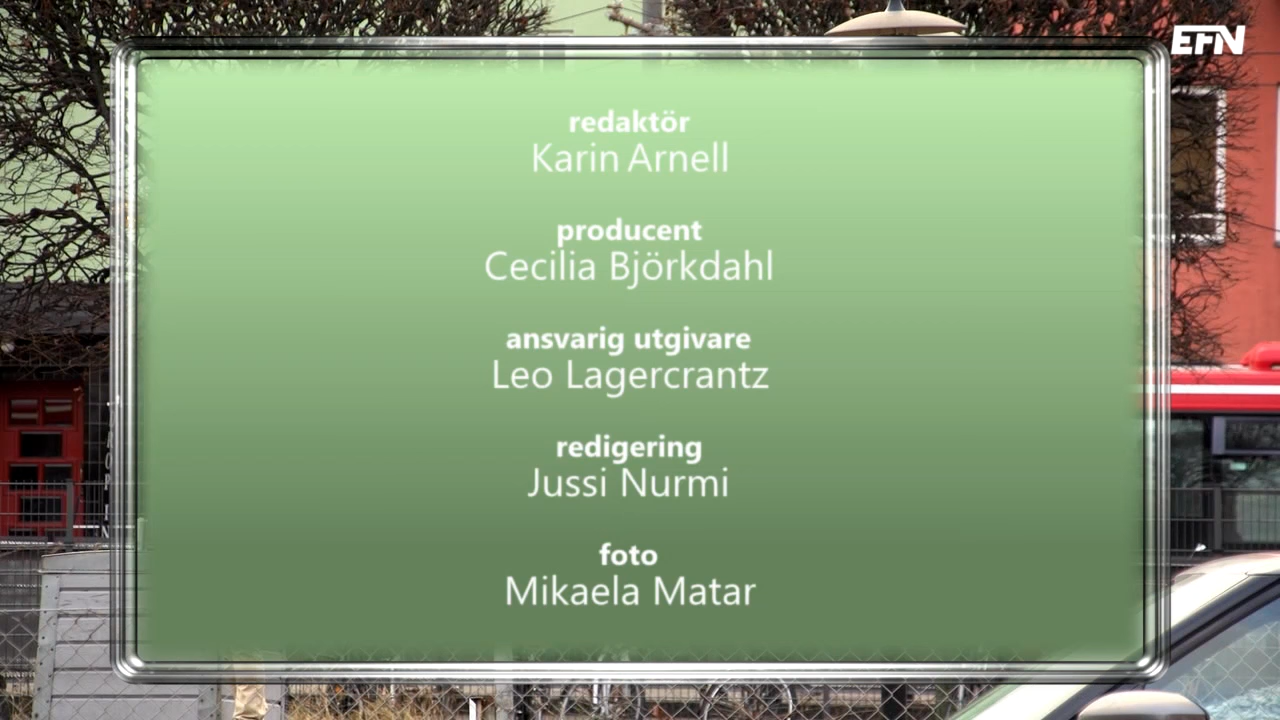 EFN
redaktör
Karin Arnell
producent
Cecilia Björkdahl
ansvarig utgivare
Leo Lagercrantz
redigering
Jussi Nurmi
foto
Mikaela Matar